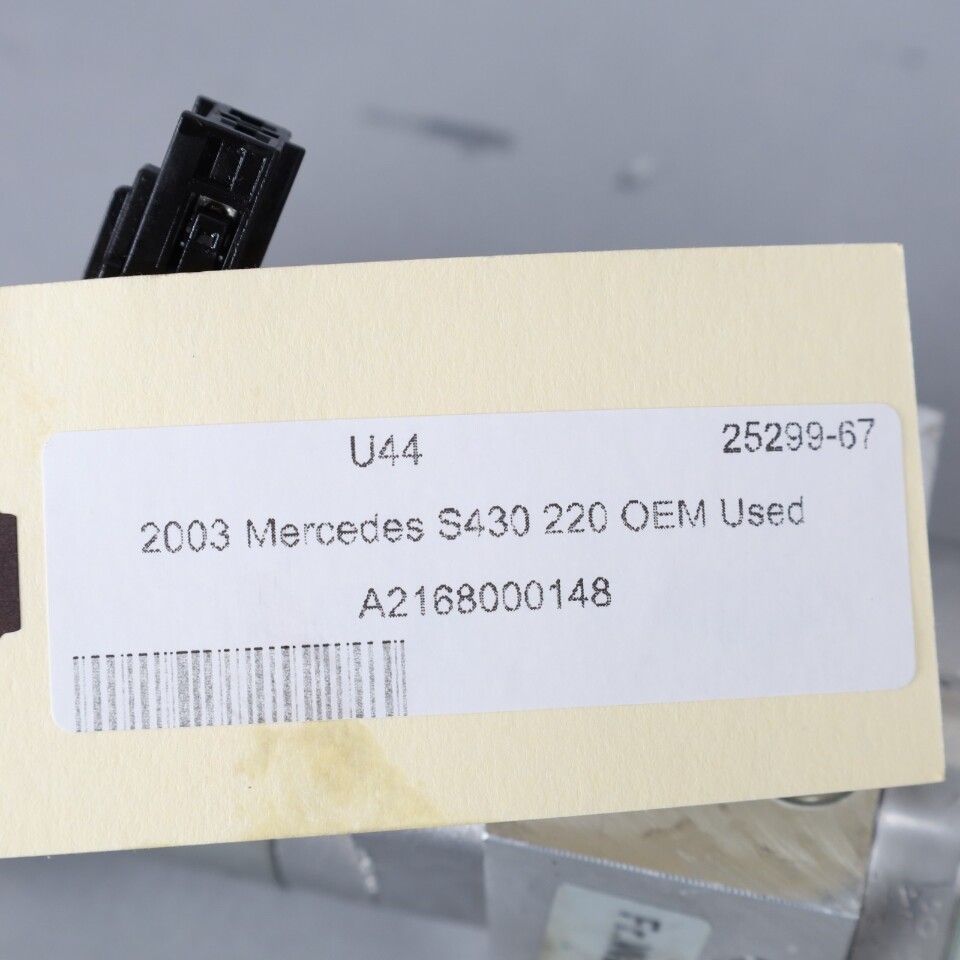 U44 25299-67
2003 Mercedes S430 220 OEM Used
A2168000148